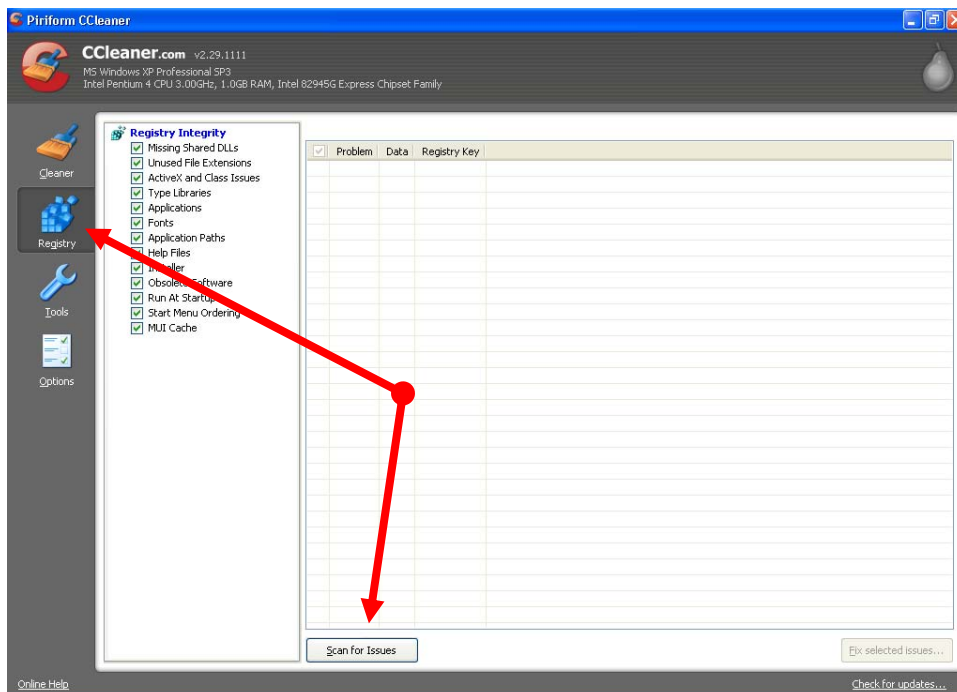 Piriform CCleaner
CCleaner.com v2.29.1111
MS Windows XP Professional SP3
Intel Pentium 4 CPU 3.00GHz, 1.0GB RAM, Intel 82945G Express Chipset Family
Cleaner
Registry
Tools
Options
Registry Integrity
Missing Shared DLLs
Unused File Extensions
ActiveX and Class Issues
Type Libraries
Applications
Fonts
Application Paths
Help Files
Installer
Obsolete Software
Run At Startup
Start Menu Ordering
MUI Cache
Problem Data Registry Key
Scan for Issues
Fix selected issues...
Online Help
Check for updates...